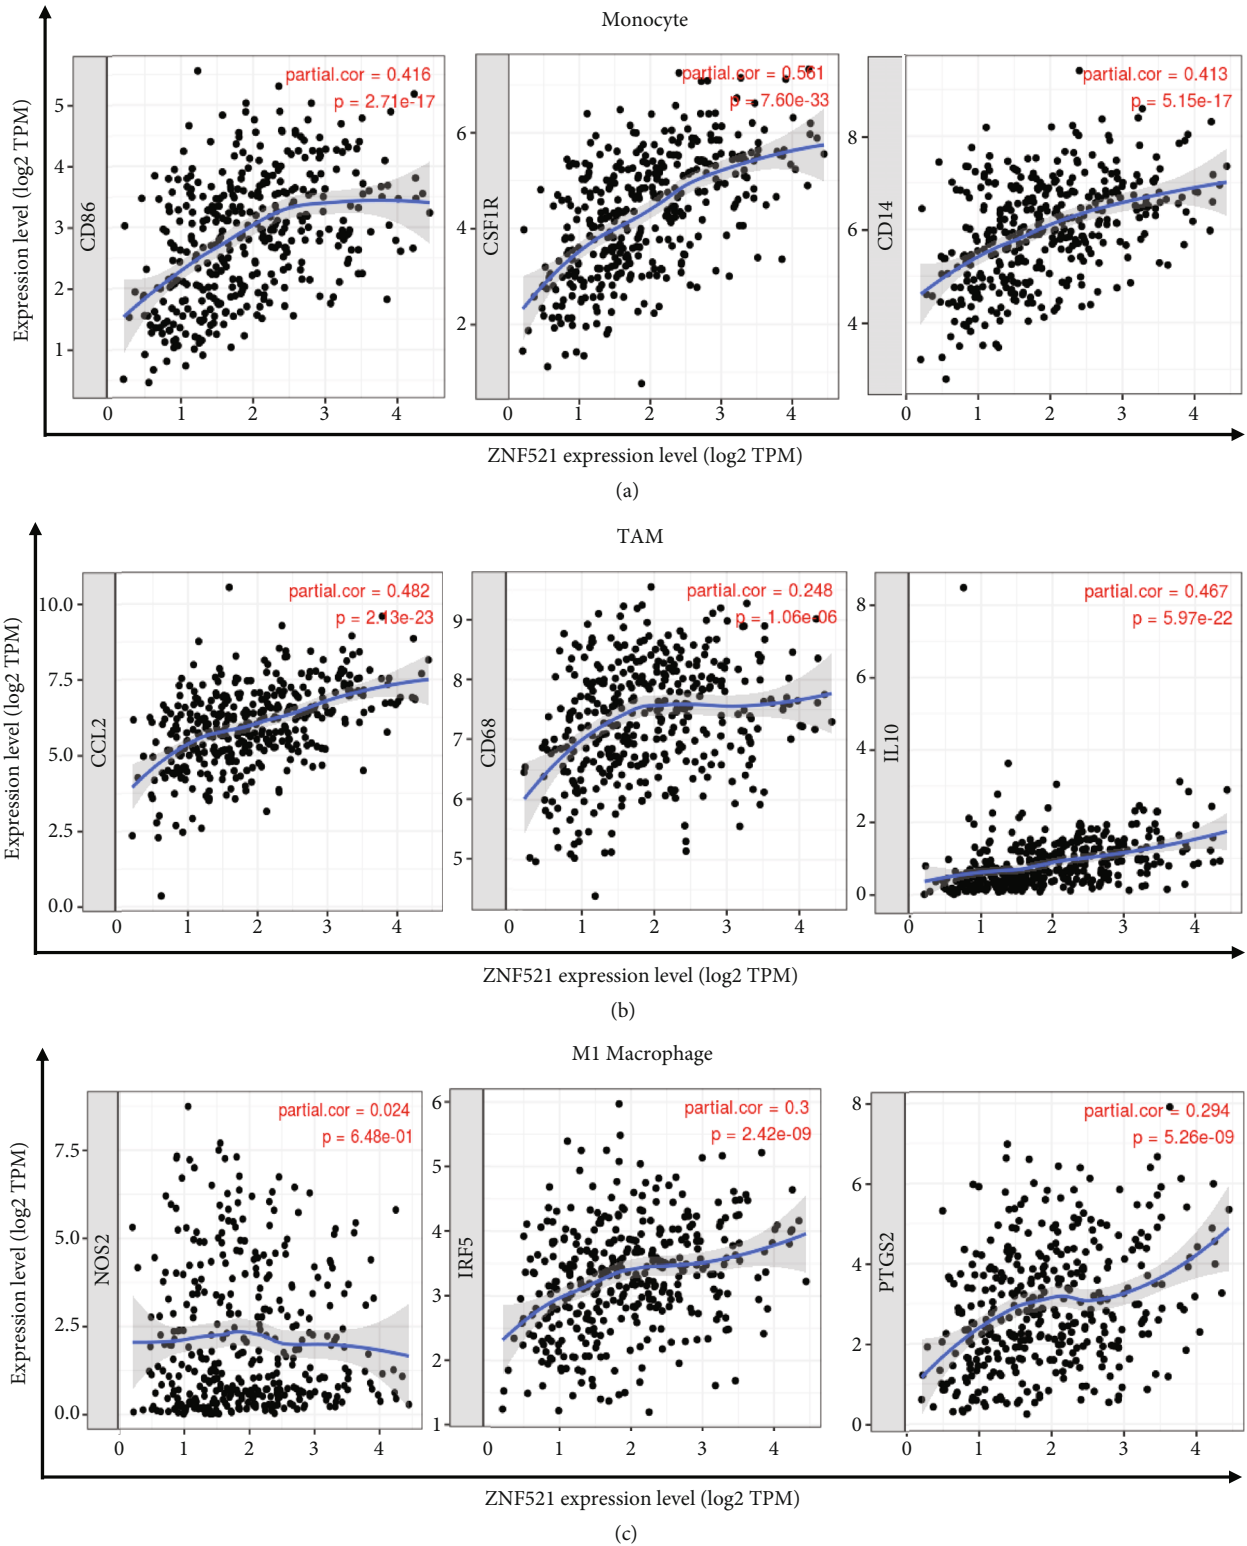 Monocyte
Expression level (log2 TPM)
CD86
partial.cor = 0.416
p = 2.71e-17
5
4
3
2
1
0 1 2 3 4
CSF1R
partial.cor = 0.561
p = 7.60e-33
6
4
2
0 1 2 3 4
CD14
partial.cor = 0.413
p = 5.15e-17
8
6
4
0 1 2 3 4
ZNF521 expression level (log2 TPM)
(a)
TAM
Expression level (log2 TPM)
CCL2
partial.cor = 0.482
p = 2.13e-23
10.0
7.5
5.0
2.5
0.0
0 1 2 3 4
CD68
partial.cor = 0.248
p = 1.06e-06
9
8
7
6
5
0 1 2 3 4
IL10
partial.cor = 0.467
p = 5.97e-22
8
6
4
2
0
0 1 2 3 4
ZNF521 expression level (log2 TPM)
(b)
M1 Macrophage
Expression level (log2 TPM)
NOS2
partial.cor = 0.024
p = 6.48e-01
7.5
5.0
2.5
0.0
0 1 2 3 4
IRF5
partial.cor = 0.3
p = 2.42e-09
6
5
4
3
2
1
0 1 2 3 4
PTGS2
partial.cor = 0.294
p = 5.26e-09
8
6
4
2
0
0 1 2 3 4
ZNF521 expression level (log2 TPM)
(c)